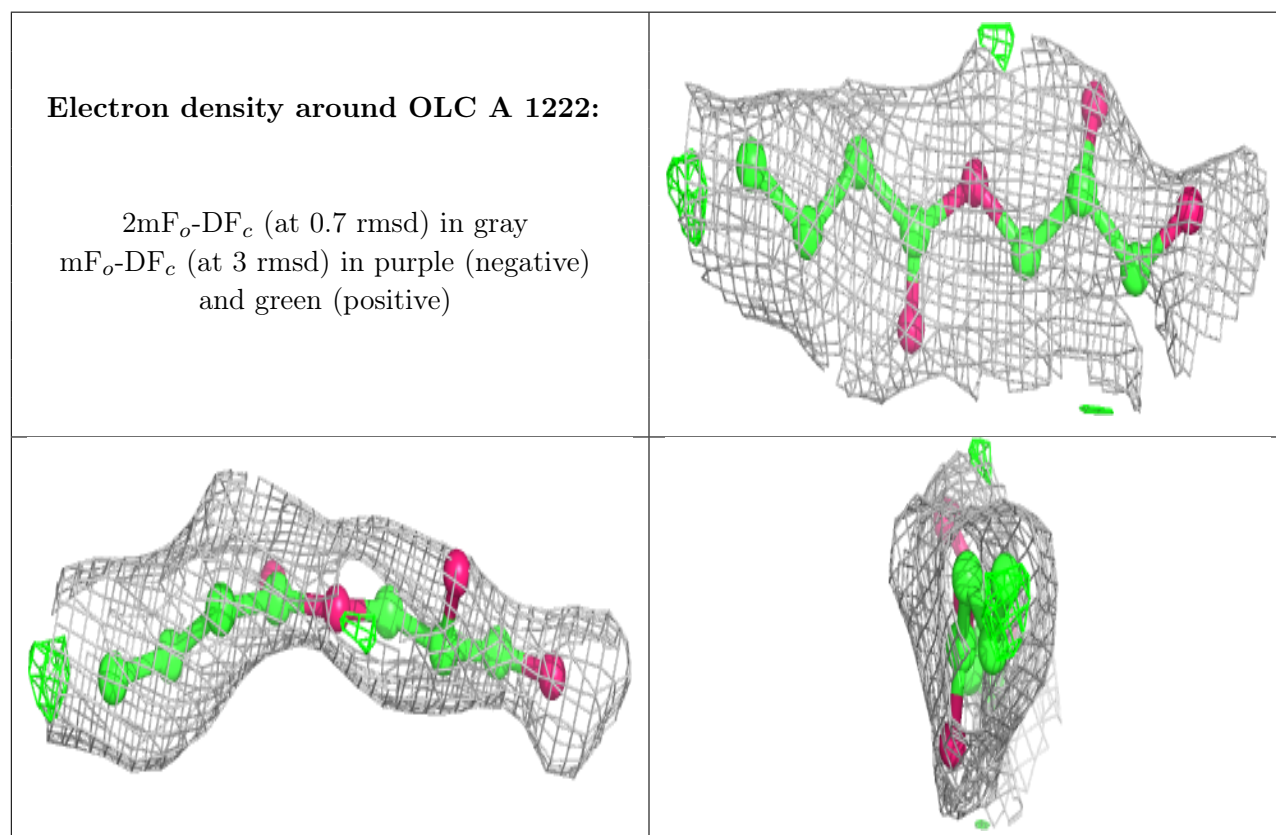 Electron density around OLC A 1222:
2mFo-DFc (at 0.7 rmsd) in gray
mFo-DFc (at 3 rmsd) in purple (negative)
and green (positive)